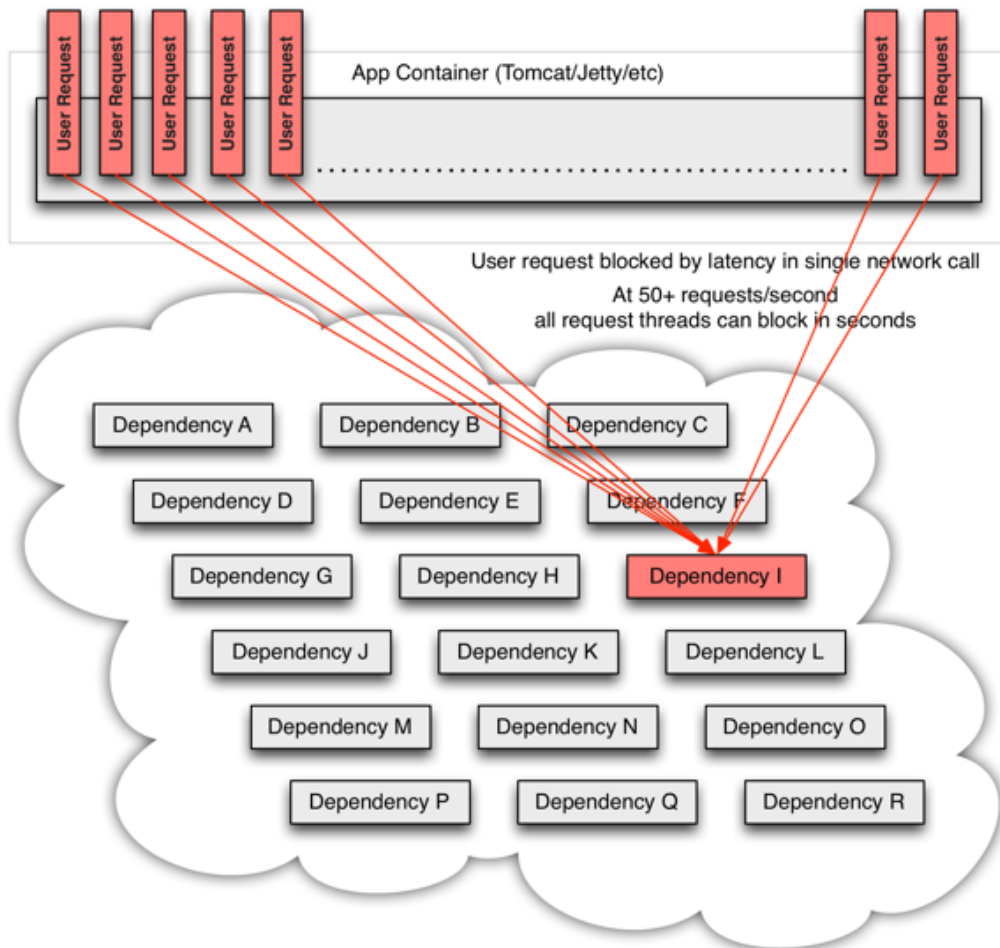 User Request
User Request
User Request
User Request
User Request
User Request
User Request
App Container (Tomcat/Jetty/etc)
User request blocked by latency in single network call
At 50+ requests/second
all request threads can block in seconds
Dependency A
Dependency B
Dependency C
Dependency D
Dependency E
Dependency F
Dependency G
Dependency H
Dependency I
Dependency J
Dependency K
Dependency L
Dependency M
Dependency N
Dependency O
Dependency P
Dependency Q
Dependency R